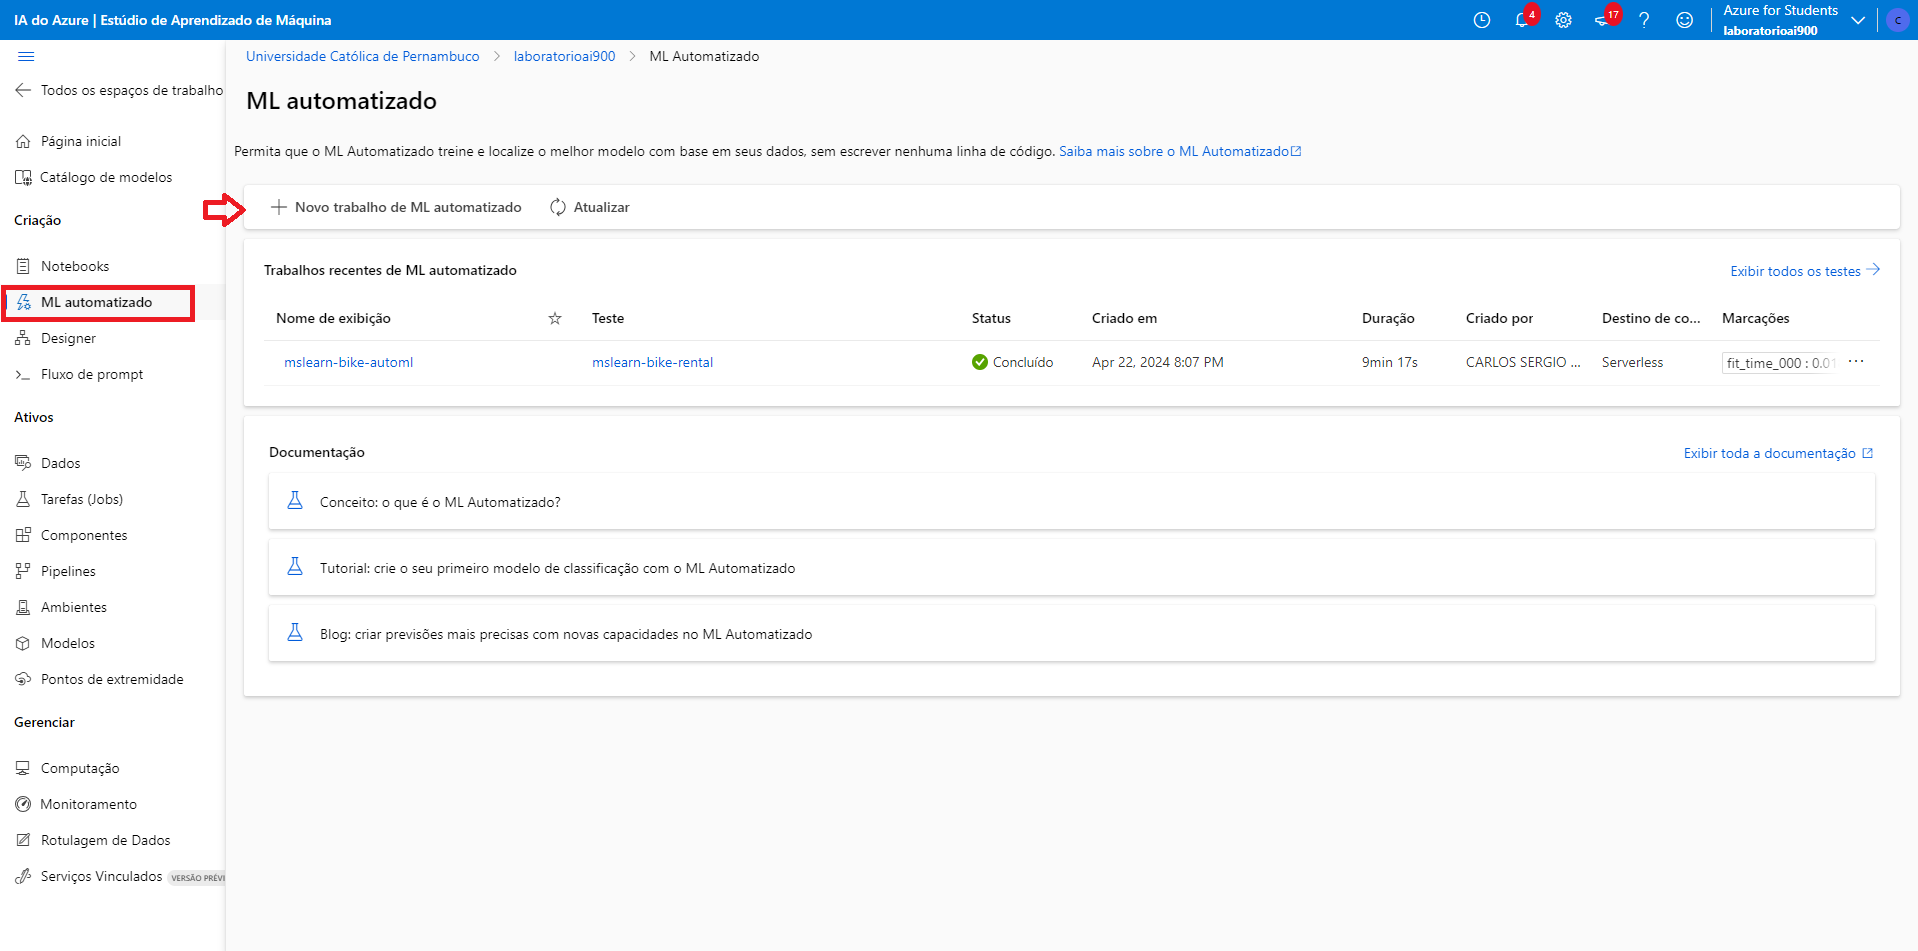 IA do Azure | Estúdio de Aprendizado de Máquina
4
17
Azure for Students
laboratorioai900
C
Todos os espaços de trabalho
Página inicial
Catálogo de modelos
Criação
Notebooks
ML automatizado
Designer
Fluxo de prompt
Ativos
Dados
Tarefas (Jobs)
Componentes
Pipelines
Ambientes
Modelos
Pontos de extremidade
Gerenciar
Computação
Monitoramento
Rotulagem de Dados
Serviços Vinculados VERSÃO PRÉVI
Universidade Católica de Pernambuco > laboratorioai900 > ML Automatizado
ML automatizado
Permita que o ML Automatizado treine e localize o melhor modelo com base em seus dados, sem escrever nenhuma linha de código. Saiba mais sobre o ML Automatizado
Novo trabalho de ML automatizado Atualizar
Trabalhos recentes de ML automatizado Exibir todos os testes
Nome de exibição Teste Status Criado em Duração Criado por Destino de co... Marcações
mslearn-bike-automl mslearn-bike-rental Concluído Apr 22, 2024 8:07 PM 9min 17s CARLOS SERGIO ... Serverless fit_time_000 : 0.01 ...
Documentação Exibir toda a documentação
Conceito: o que é o ML Automatizado?
Tutorial: crie o seu primeiro modelo de classificação com o ML Automatizado
Blog: criar previsões mais precisas com novas capacidades no ML Automatizado